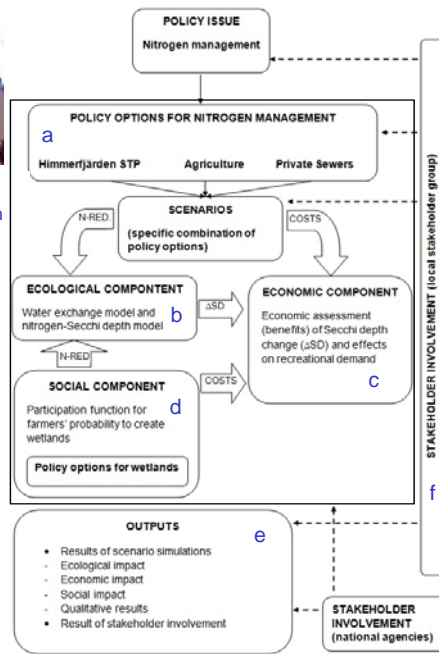 POLICY ISSUE
Nitrogen management
a
POLICY OPTIONS FOR NITROGEN MANAGEMENT
Himmerfjärden STP Agriculture Private Sewers
N-RED.
SCENARIOS
(specific combination of
policy options)
COSTS
ECOLOGICAL COMPONTENT
Water exchange model and
nitrogen-Secchi depth model
b
ΔSD
ECONOMIC COMPONENT
Economic assessment
(benefits) of Secchi depth
change (ΔSD) and effects
on recreational demand
c
N-RED
SOCIAL COMPONENT
d
Participation function for
farmers' probability to create
wetlands
Policy options for wetlands
COSTS
OUTPUTS
e
• Results of scenario simulations
- Ecological impact
- Economic impact
- Social impact
- Qualitative results
• Result of stakeholder involvement
STAKEHOLDER INVOLVEMENT (local stakeholder group)
f
STAKEHOLDER
INVOLVEMENT
(national agencies)